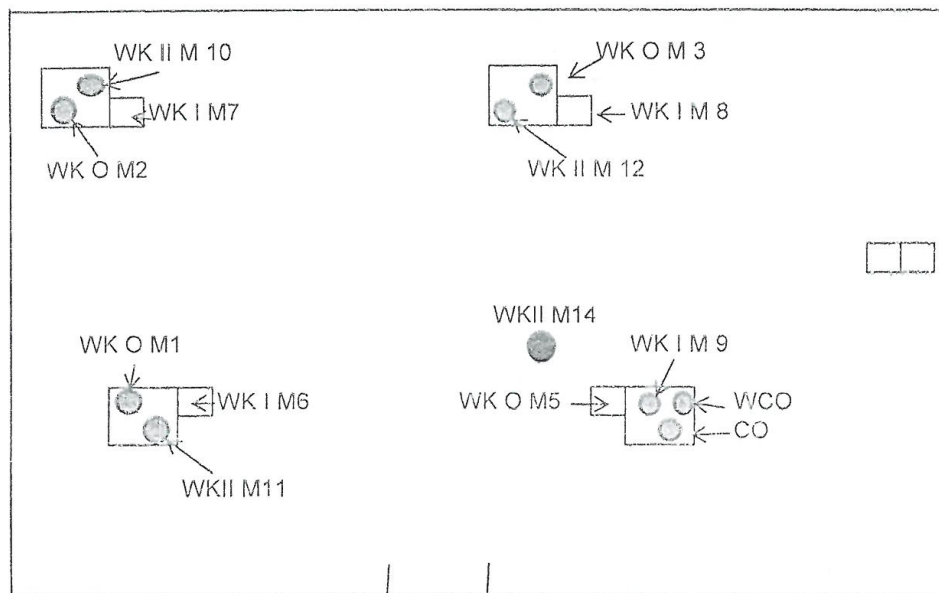 WK II M 10
WK O M 3
WK I M7
WK I M 8
WK O M2
WK II M 12
WKII M14
WK O M1
WK I M 9
WK I M6
WK O M5
WCO
CO
WKII M11